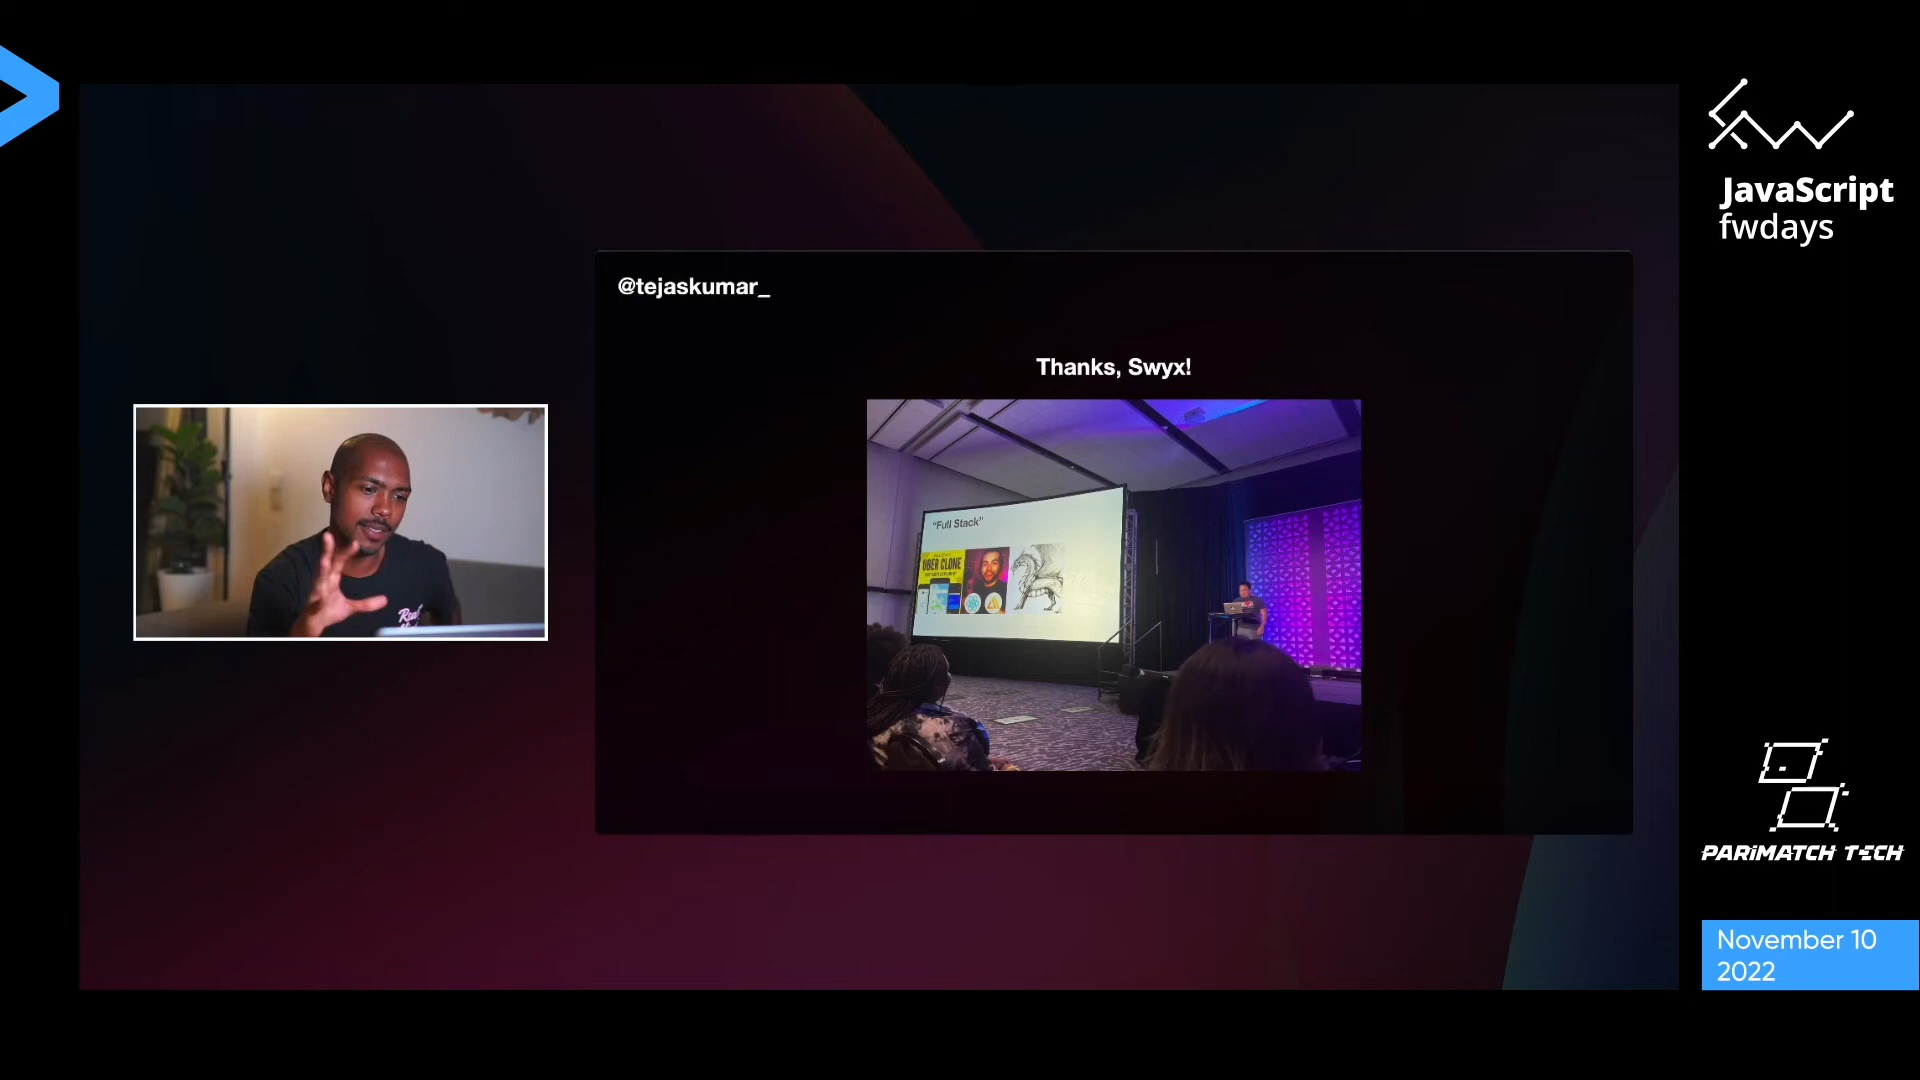 JavaScript
fwdays
@tejaskumar_
Thanks, Swyx!
"Full Stack"
UBER CLONE
PARIMATCH TECH
November 10
2022